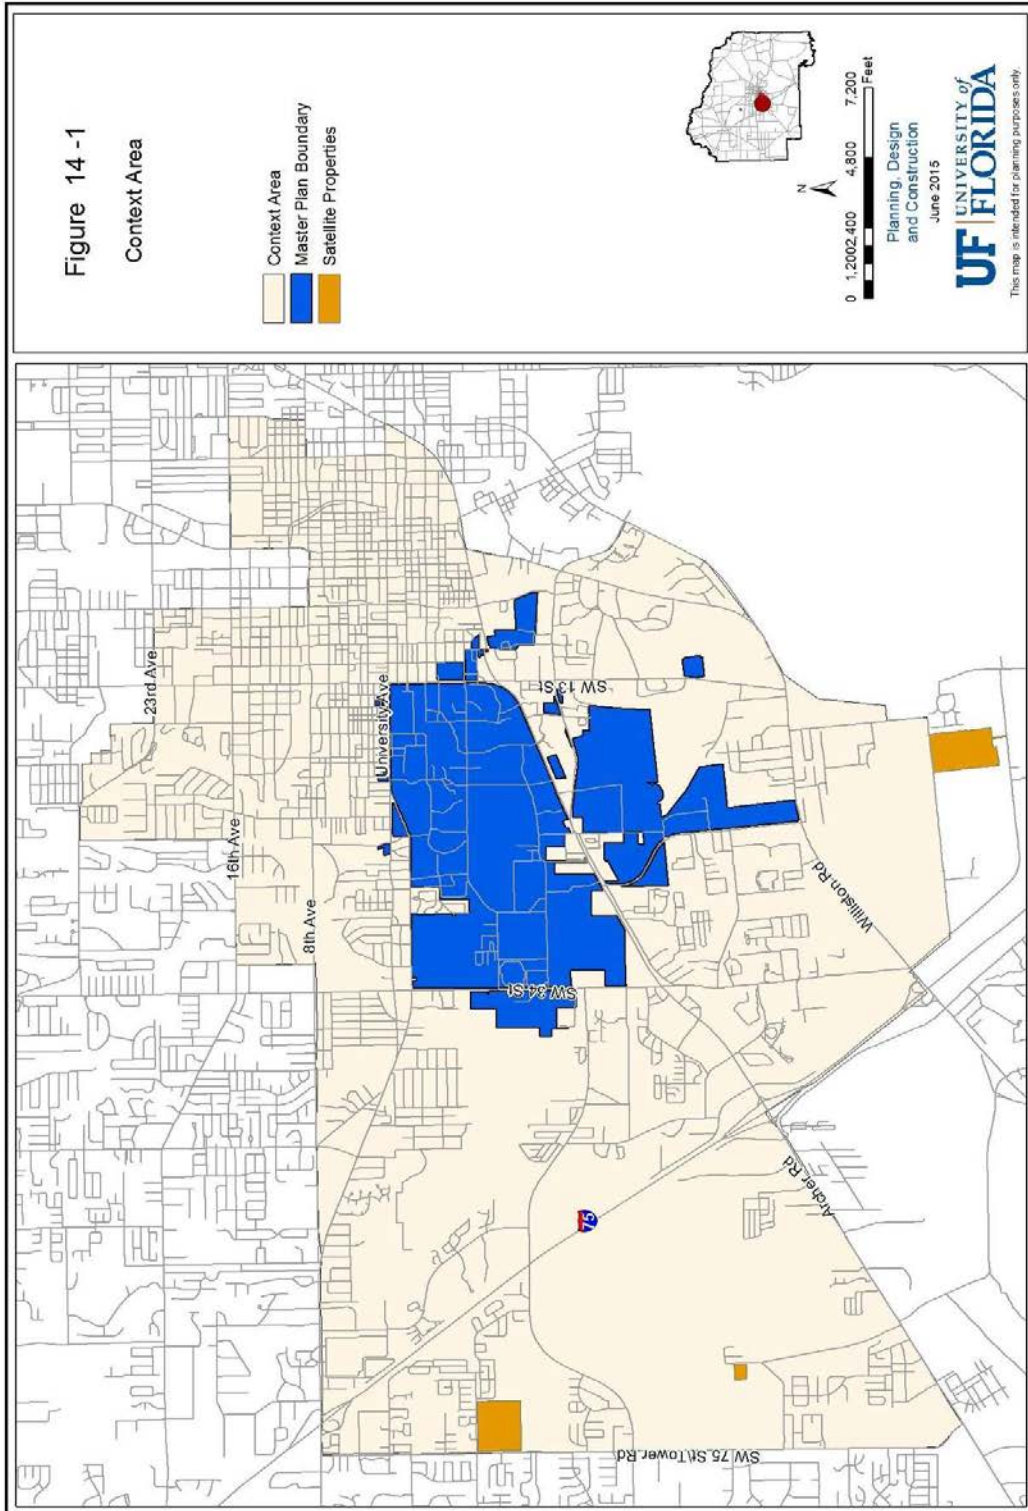 Figure 14 -1
Context Area
Context Area
Master Plan Boundary
Satellite Properties
N
0 1,2002,400 4,800 7,200
Feet
Planning, Design
and Construction
June 2015
UF UNIVERSITY of
FLORIDA
This map is intended for planning purposes only.
23rd Ave
16th Ave
8th Ave
University Ave
SW 13 St
SW 34 St
Williston Rd
75
Archer Rd
SW 75 St\Tower Rd